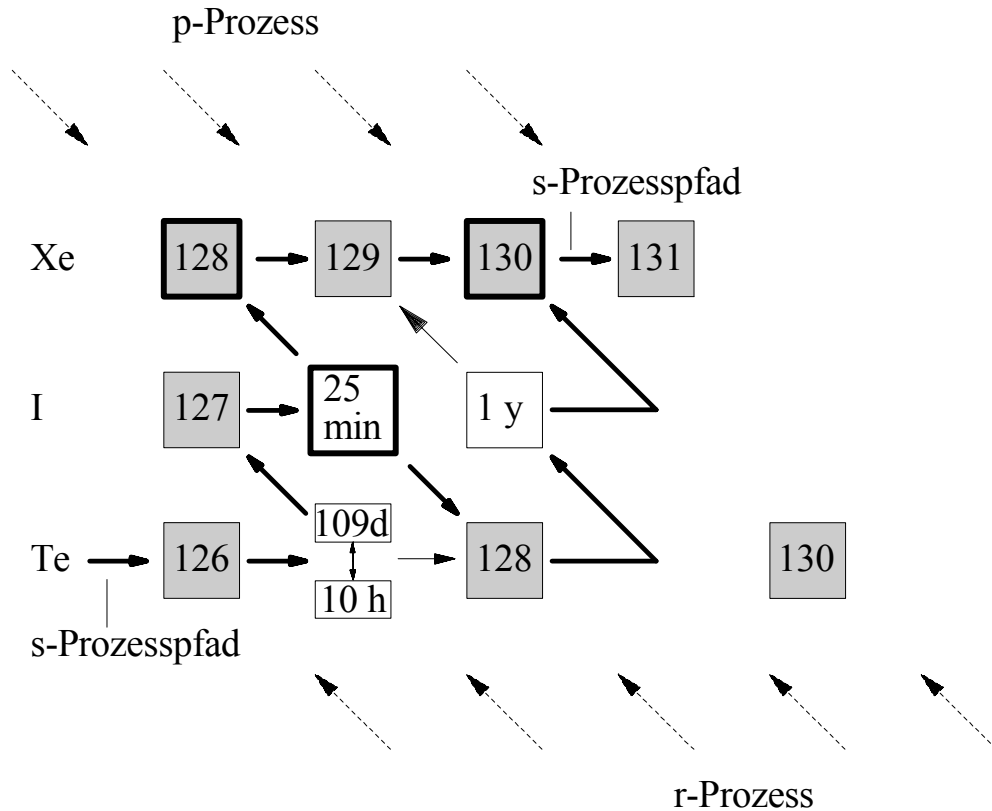 p-Prozess
s-Prozesspfad
Xe 128 129 130 131
I 127 25 min 1 y
109d
Te 126 128 130
10 h
s-Prozesspfad
r-Prozess